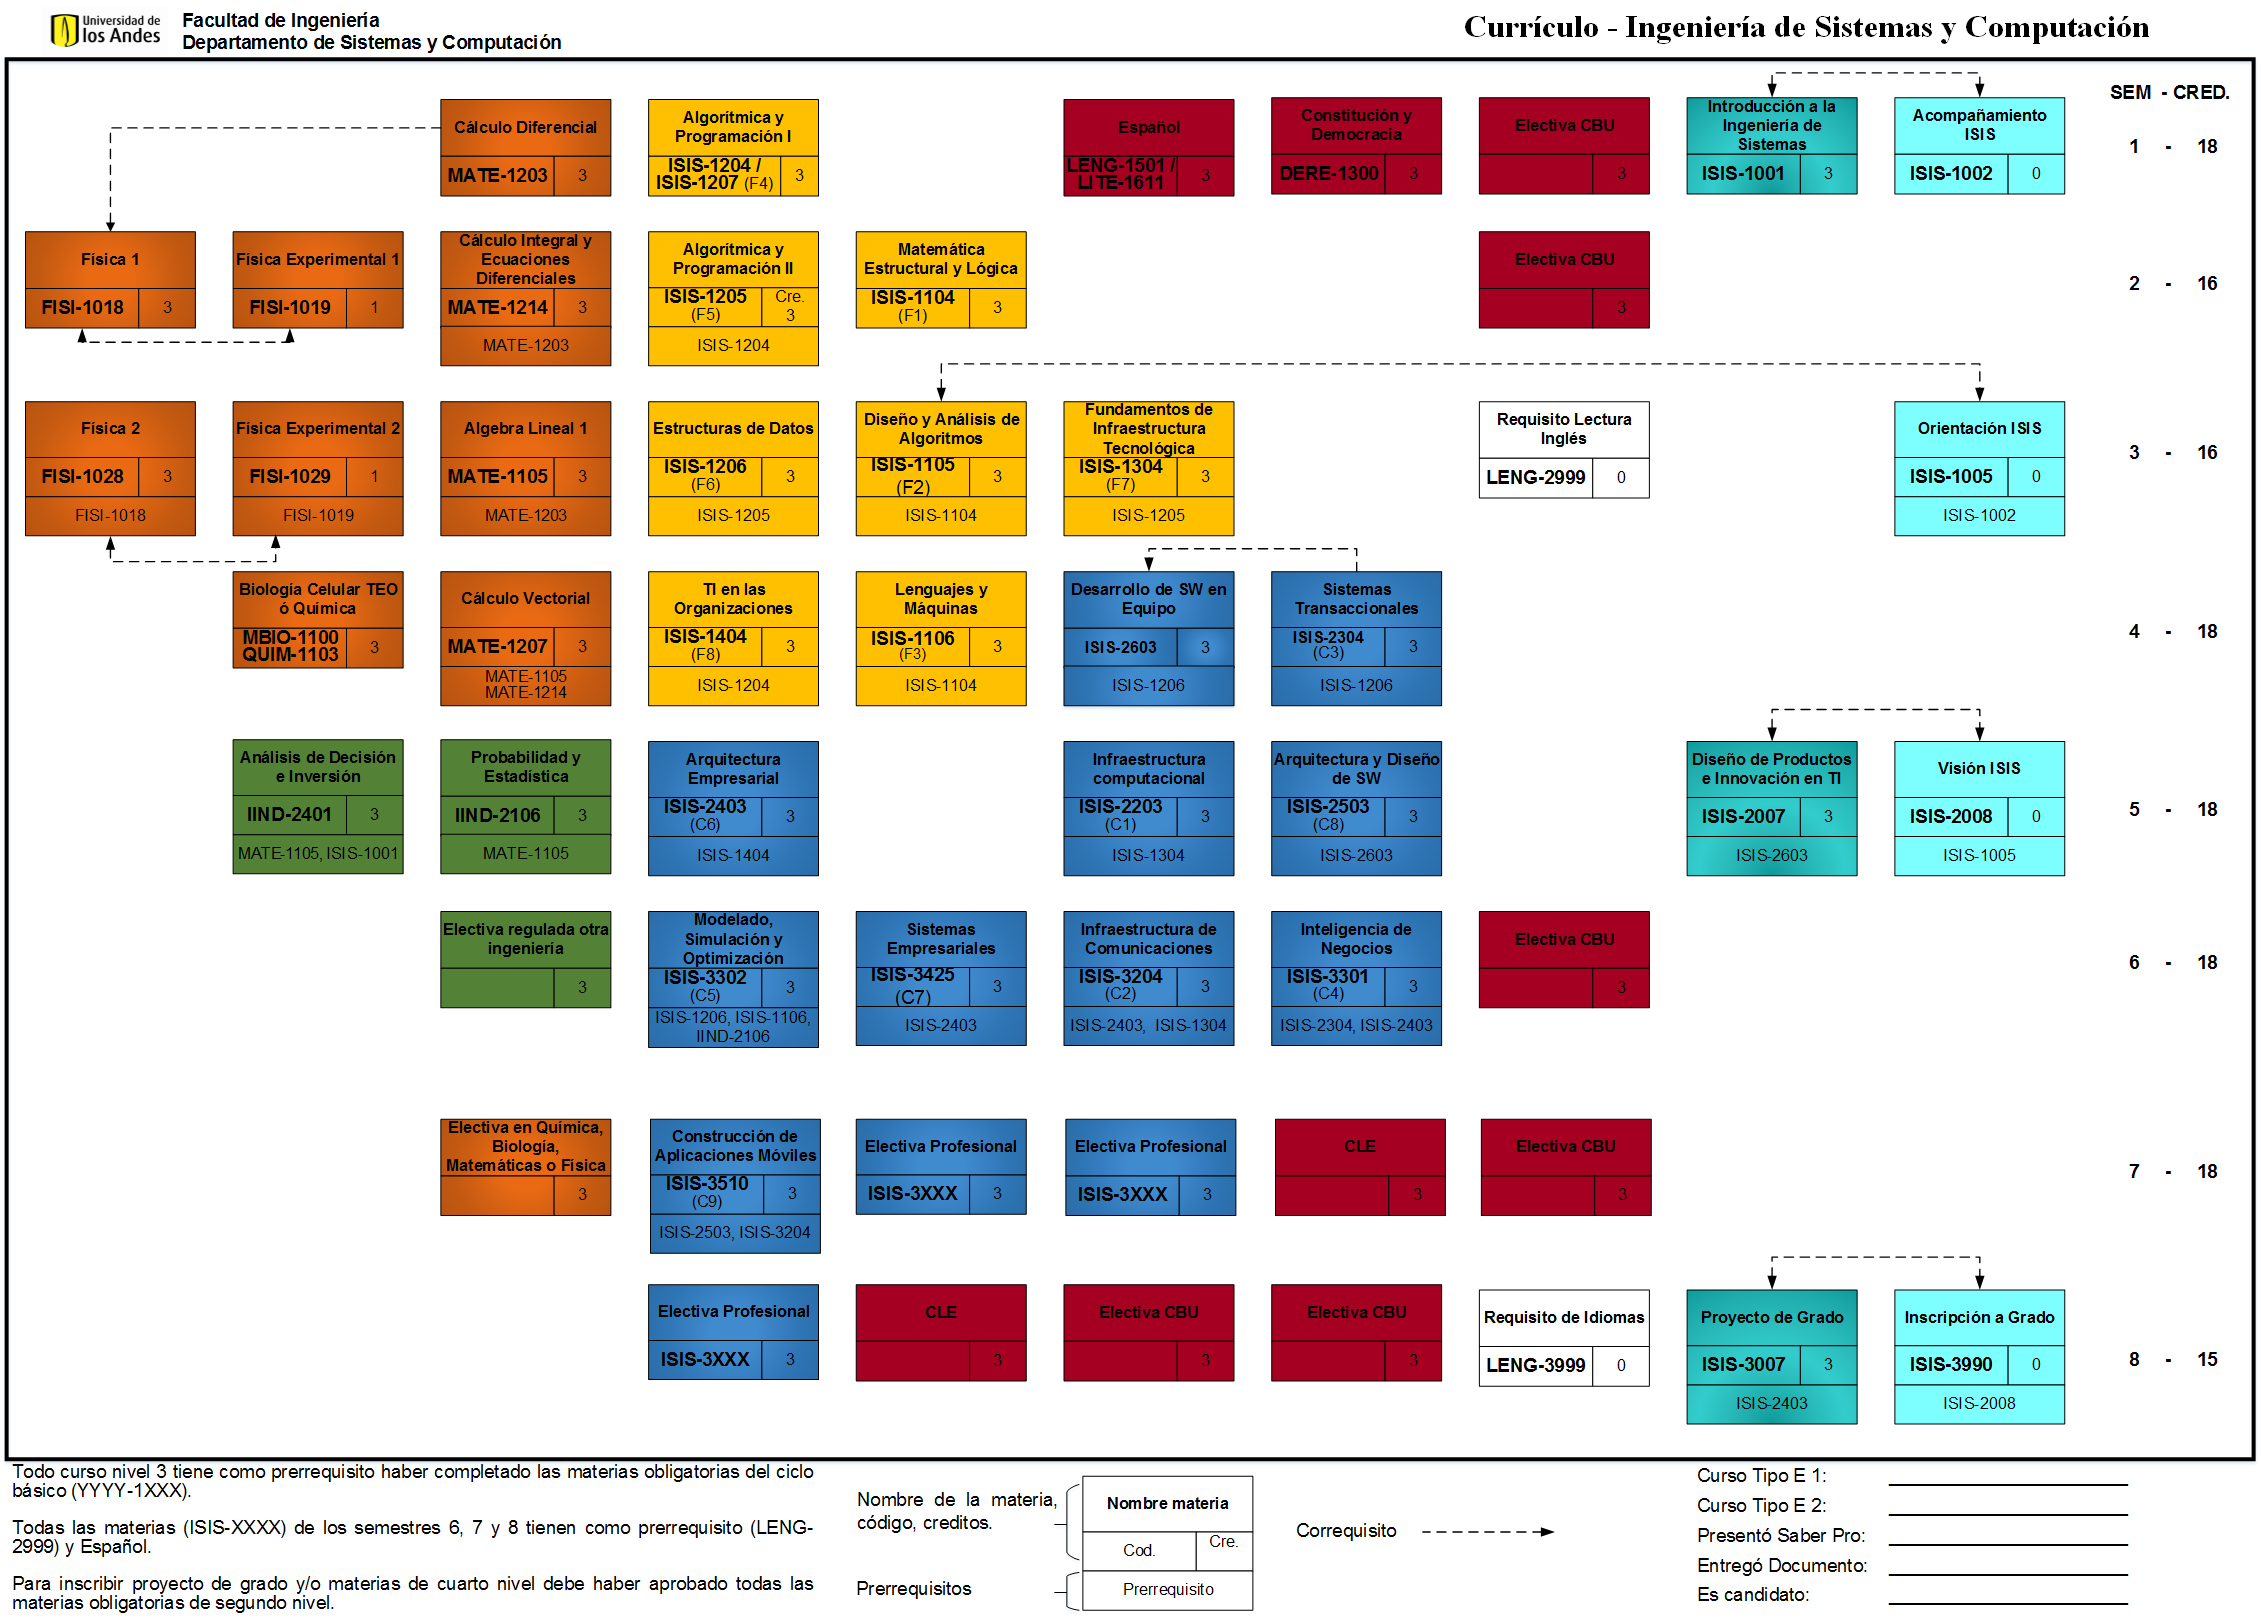 Universidad de
los Andes
Facultad de Ingeniería
Departamento de Sistemas y Computación
Currículo - Ingeniería de Sistemas y Computación
SEM - CRED.
Cálculo Diferencial
MATE-1203
3
Algorítmica y
Programación I
ISIS-1204 /
ISIS-1207 (F4)
3
Español
LENG-1501 /
LITE-1611
3
Constitución y
Democracia
DERE-1300
3
Electiva CBU
3
Introducción a la
Ingeniería de
Sistemas
ISIS-1001
3
Acompañamiento
ISIS
ISIS-1002
0
1 - 18
Física 1
FISI-1018
3
Física Experimental 1
FISI-1019
1
Cálculo Integral y
Ecuaciones
Diferenciales
MATE-1214
3
MATE-1203
Algorítmica y
Programación II
ISIS-1205
(F5)
Cre.
3
ISIS-1204
Matemática
Estructural y Lógica
ISIS-1104
(F1)
3
Electiva CBU
3
2 - 16
Física 2
FISI-1028
3
FISI-1018
Física Experimental 2
FISI-1029
1
FISI-1019
Algebra Lineal 1
MATE-1105
3
MATE-1203
Estructuras de Datos
ISIS-1206
(F6)
3
ISIS-1205
Diseño y Análisis de
Algoritmos
ISIS-1105
(F2)
3
ISIS-1104
Fundamentos de
Infraestructura
Tecnológica
ISIS-1304
(F7)
3
ISIS-1205
Requisito Lectura
Inglés
LENG-2999
0
Orientación ISIS
ISIS-1005
0
ISIS-1002
3 - 16
Biología Celular TEO
ó Química
MBIO-1100
QUIM-1103
3
Cálculo Vectorial
MATE-1207
3
MATE-1105
MATE-1214
TI en las
Organizaciones
ISIS-1404
(F8)
3
ISIS-1204
Lenguajes y
Máquinas
ISIS-1106
(F3)
3
ISIS-1104
Desarrollo de SW en
Equipo
ISIS-2603
3
ISIS-1206
Sistemas
Transaccionales
ISIS-2304
(C3)
3
ISIS-1206
4 - 18
Análisis de Decisión
e Inversión
IIND-2401
3
MATE-1105, ISIS-1001
Probabilidad y
Estadística
IIND-2106
3
MATE-1105
Arquitectura
Empresarial
ISIS-2403
(C6)
3
ISIS-1404
Infraestructura
computacional
ISIS-2203
(C1)
3
ISIS-1304
Arquitectura y Diseño
de SW
ISIS-2503
(C8)
3
ISIS-2603
Diseño de Productos
e Innovación en TI
ISIS-2007
3
ISIS-2603
Visión ISIS
ISIS-2008
0
ISIS-1005
5 - 18
Electiva regulada otra
ingeniería
3
Modelado,
Simulación y
Optimización
ISIS-3302
(C5)
3
ISIS-1206, ISIS-1106,
IIND-2106
Sistemas
Empresariales
ISIS-3425
(C7)
3
ISIS-2403
Infraestructura de
Comunicaciones
ISIS-3204
(C2)
3
ISIS-2403, ISIS-1304
Inteligencia de
Negocios
ISIS-3301
(C4)
3
ISIS-2304, ISIS-2403
Electiva CBU
3
6 - 18
Electiva en Química,
Biología,
Matemáticas o Física
3
Construcción de
Aplicaciones Móviles
ISIS-3510
(C9)
3
ISIS-2503, ISIS-3204
Electiva Profesional
ISIS-3XXX
3
Electiva Profesional
ISIS-3XXX
3
CLE
3
Electiva CBU
3
7 - 18
Electiva Profesional
ISIS-3XXX
3
CLE
3
Electiva CBU
3
Electiva CBU
3
Requisito de Idiomas
LENG-3999
0
Proyecto de Grado
ISIS-3007
3
ISIS-2403
Inscripción a Grado
ISIS-3990
0
ISIS-2008
8 - 15
Todo curso nivel 3 tiene como prerrequisito haber completado las materias obligatorias del ciclo
básico (YYYY-1XXX).
Todas las materias (ISIS-XXXX) de los semestres 6, 7 y 8 tienen como prerrequisito (LENG-
2999) y Español.
Para inscribir proyecto de grado y/o materias de cuarto nivel debe haber aprobado todas las
materias obligatorias de segundo nivel.
Nombre de la materia,
código, creditos.
Prerrequisitos
Nombre materia
Cod.
Cre.
Prerrequisito
Correquisito
Curso Tipo E 1:
Curso Tipo E 2:
Presentó Saber Pro:
Entregó Documento:
Es candidato: